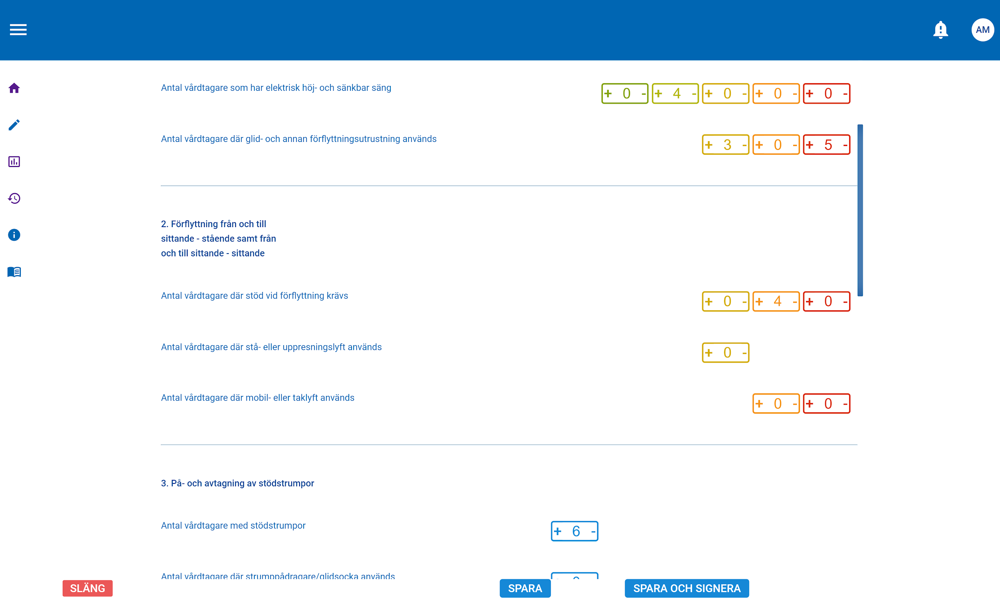 AM
Antal vårdtagare som har elektrisk höj- och sänkbar säng
+ 0 - + 4 - + 0 - + 0 - + 0 -
Antal vårdtagare där glid- och annan förflyttningsutrustning används
+ 3 - + 0 - + 5 -
2. Förflyttning från och till
sittande - stående samt från
och till sittande - sittande
Antal vårdtagare där stöd vid förflyttning krävs
+ 0 - + 4 - + 0 -
Antal vårdtagare där stå- eller uppresningslyft används
+ 0 -
Antal vårdtagare där mobil- eller taklyft används
+ 0 - + 0 -
3. På- och avtagning av stödstrumpor
Antal vårdtagare med stödstrumpor
+ 6 -
Antal vårdtagare där strumppådragare/glidsocka används
SLÄNG
SPARA
SPARA OCH SIGNERA